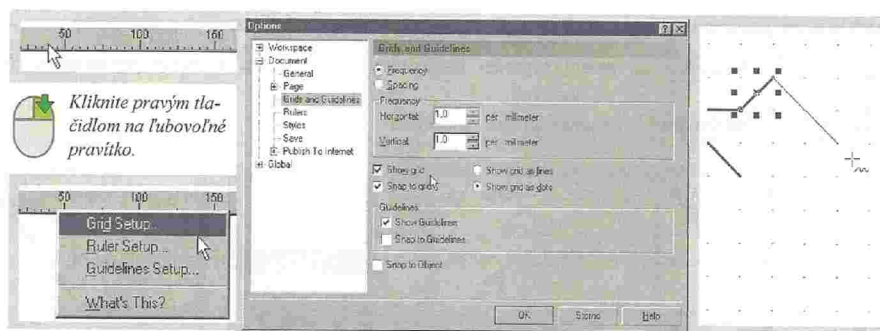 50 100 150
Kliknite pravým tla-
čidlom na ľubovoľné
pravítko.
50 100 150
Grid Setup...
Ruler Setup...
Guidelines Setup...
What's This?
Options
Workspace
Document
General
Page
Grids and Guidelines
Rulers
Styles
Save
Publish To Internet
Global
Grids and Guidelines
Frequency
Spacing
Frequency
Horizontal: 1.0 per millimeter
Vertical: 1.0 per millimeter
Show grid
Show grid as lines
Snap to grid
Show grid as dots
Guidelines
Show Guidelines
Snap to Guidelines
Snap to Object
OK Storno Help